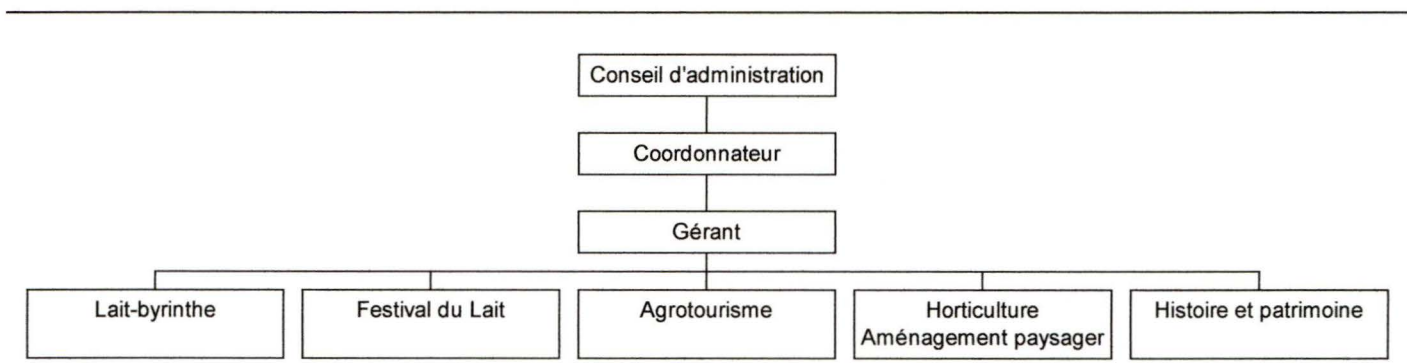 Conseil d'administration
Coordonnateur
Gérant
Lait-byrinthe
Festival du Lait
Agrotourisme
Horticulture
Aménagement paysager
Histoire et patrimoine